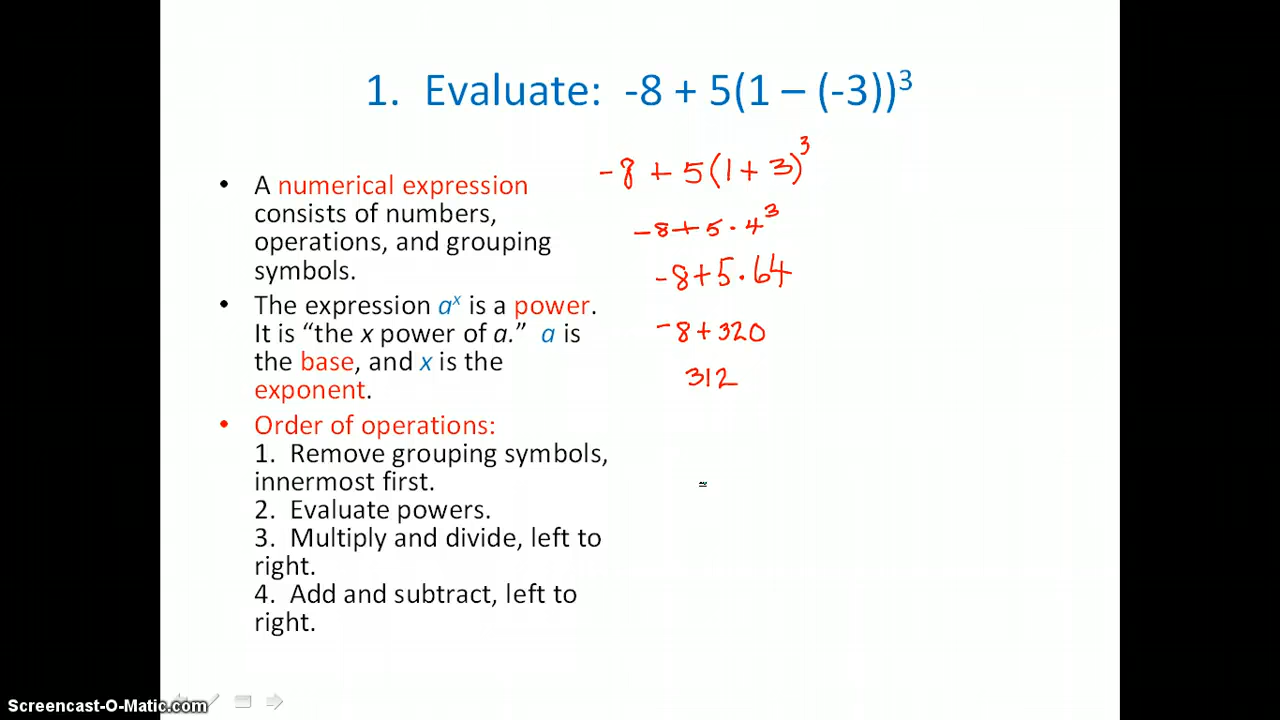 1. Evaluate: -8 + 5(1 – (-3))³
• A numerical expression
consists of numbers,
operations, and grouping
symbols.
• The expression aˣ is a power.
It is “the x power of a.” a is
the base, and x is the
exponent.
• Order of operations:
1. Remove grouping symbols,
innermost first.
2. Evaluate powers.
3. Multiply and divide, left to
right.
4. Add and subtract, left to
right.
-8 + 5(1 + 3)³
-8 + 5 · 4³
-8 + 5 · 64
-8 + 320
312
Screencast-O-Matic.com